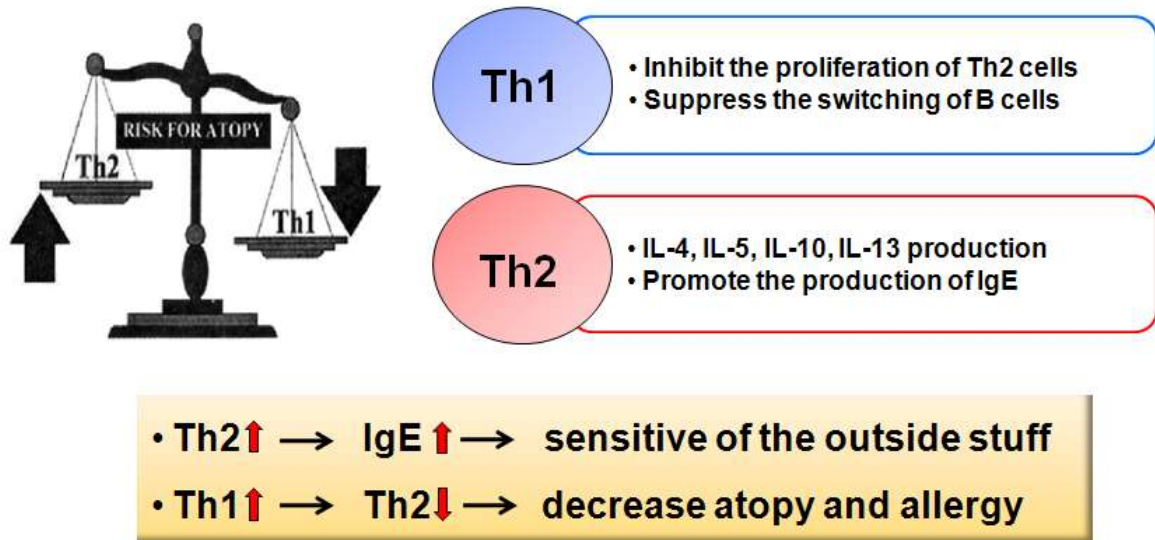 RISK FOR ATOPY
Th2
Th1
Th1
• Inhibit the proliferation of Th2 cells
• Suppress the switching of B cells
Th2
• IL-4, IL-5, IL-10, IL-13 production
• Promote the production of IgE
• Th2 → IgE → sensitive of the outside stuff
• Th1 → Th2 → decrease atopy and allergy